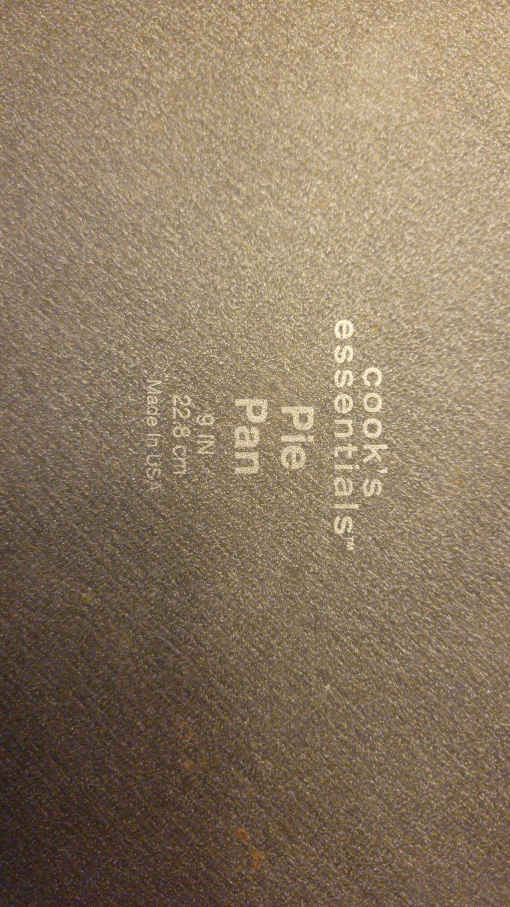 cook's
essentials™
Pie
Pan
9 IN
22.8 cm
Made In USA